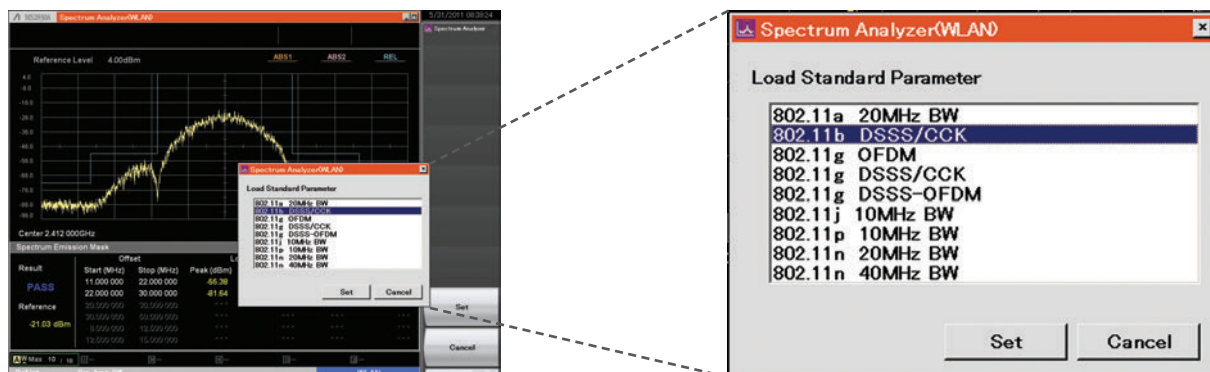 Spectrum Analyzer(WLAN)
5/31/2011 08:39:24
Spectrum Analyzer
Reference Level 4.00dBm
ABS1 ABS2 REL
4.0
Center 2.412 000GHz
Spectrum Emission Mask
Offset
Result Start (MHz) Stop (MHz) Peak (dBm)
PASS
11.000 000 22.000 000 -55.38
22.000 000 30.000 000 -81.64
Reference
-21.03 dBm
Spectrum Analyzer(WLAN)
Load Standard Parameter
802.11a 20MHz BW
802.11b DSSS/CCK
802.11g OFDM
802.11g DSSS/CCK
802.11g DSSS-OFDM
802.11j 10MHz BW
802.11p 10MHz BW
802.11n 20MHz BW
802.11n 40MHz BW
Set Cancel
Set
Cancel
Spectrum Analyzer(WLAN)
Load Standard Parameter
802.11a 20MHz BW
802.11b DSSS/CCK
802.11g OFDM
802.11g DSSS/CCK
802.11g DSSS-OFDM
802.11j 10MHz BW
802.11p 10MHz BW
802.11n 20MHz BW
802.11n 40MHz BW
Set Cancel